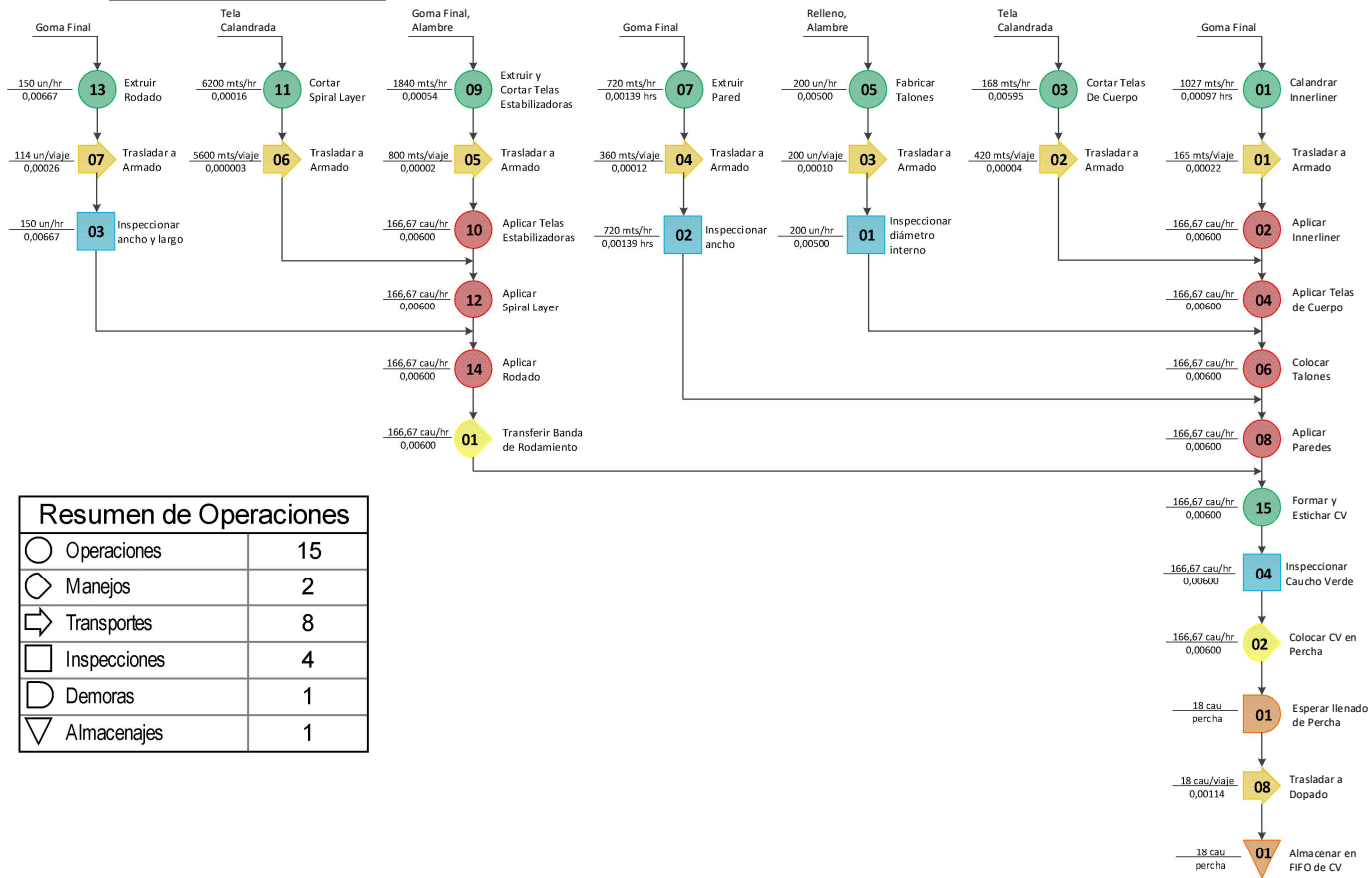 Goma Final
Tela
Calandrada
Goma Final,
Alambre
Goma Final
Relleno,
Alambre
Tela
Calandrada
Goma Final
150 un/hr
0,00667
13
Extruir
Rodado
6200 mts/hr
0,00016
11
Cortar
Spiral Layer
1840 mts/hr
0,00054
09
Extruir y
Cortar Telas
Estabilizadoras
720 mts/hr
0,00139 hrs
07
Extruir
Pared
200 un/hr
0,00500
05
Fabricar
Talones
168 mts/hr
0,00595
03
Cortar Telas
De Cuerpo
1027 mts/hr
0,00097 hrs
01
Calandrar
Innerliner
114 un/viaje
0,00026
07
Trasladar a
Armado
5600 mts/viaje
0,000003
06
Trasladar a
Armado
800 mts/viaje
0,00002
05
Trasladar a
Armado
360 mts/viaje
0,00012
04
Trasladar a
Armado
200 un/viaje
0,00010
03
Trasladar a
Armado
420 mts/viaje
0,00004
02
Trasladar a
Armado
165 mts/viaje
0,00022
01
Trasladar a
Armado
150 un/hr
0,00667
03
Inspeccionar
ancho y largo
166,67 cau/hr
0,00600
10
Aplicar Telas
Estabilizadoras
720 mts/hr
0,00139 hrs
02
Inspeccionar
ancho
200 un/hr
0,00500
01
Inspeccionar
diámetro
interno
166,67 cau/hr
0,00600
02
Aplicar
Innerliner
166,67 cau/hr
0,00600
12
Aplicar
Spiral Layer
166,67 cau/hr
0,00600
04
Aplicar Telas
de Cuerpo
166,67 cau/hr
0,00600
14
Aplicar
Rodado
166,67 cau/hr
0,00600
06
Colocar
Talones
166,67 cau/hr
0,00600
01
Transferir Banda
de Rodamiento
166,67 cau/hr
0,00600
08
Aplicar
Paredes
166,67 cau/hr
0,00600
15
Formar y
Estichar CV
166,67 cau/hr
0,00600
04
Inspeccionar
Caucho Verde
166,67 cau/hr
0,00600
02
Colocar CV en
Percha
18 cau
percha
01
Esperar llenado
de Percha
18 cau/viaje
0,00114
08
Trasladar a
Dopado
18 cau
percha
01
Almacenar en
FIFO de CV
Resumen de Operaciones
Operaciones 15
Manejos 2
Transportes 8
Inspecciones 4
Demoras 1
Almacenajes 1